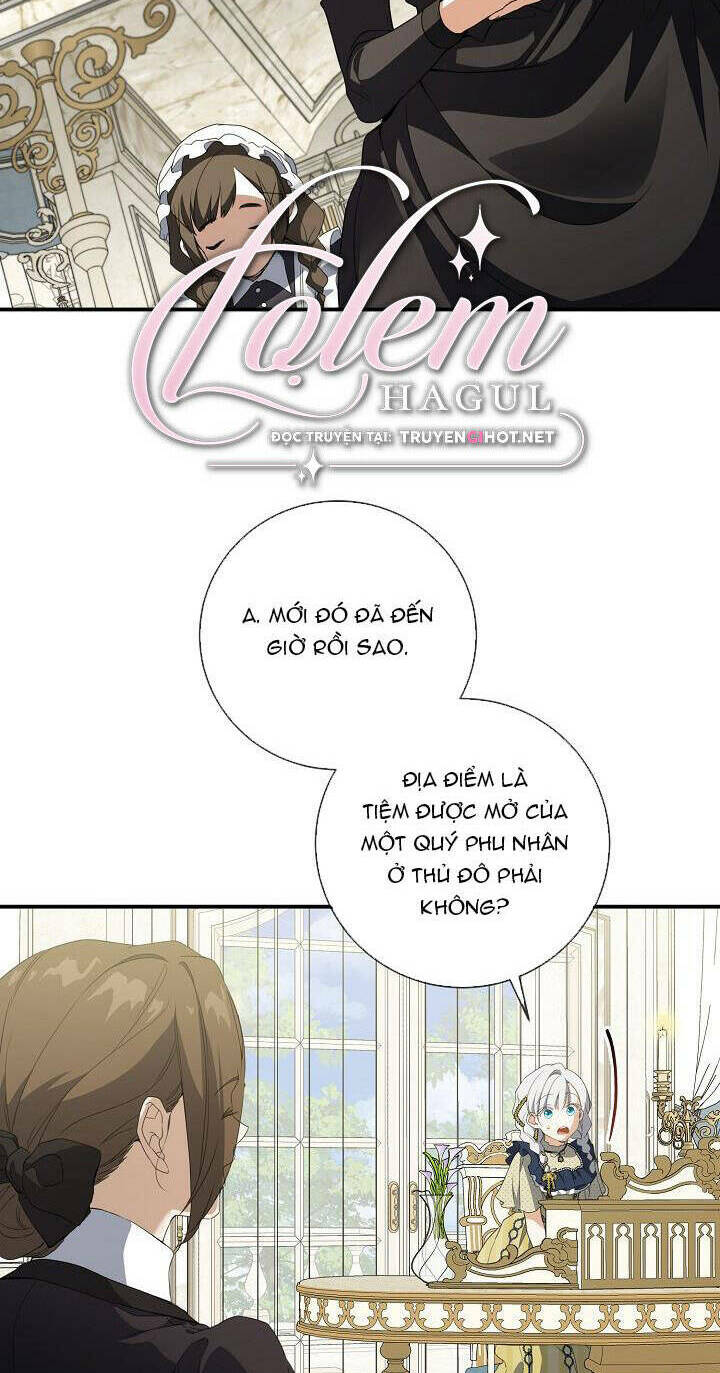 Lọlem
HAGUL
ĐỌC TRUYỆN TẠI: TRUYENGIHOT.NET
A. MỚI ĐÓ ĐÃ ĐẾN
GIỜ RỒI SAO.
ĐỊA ĐIỂM LÀ
TIỆM ĐƯỢC MỞ CỦA
MỘT QUÝ PHU NHÂN
Ở THỦ ĐÔ PHẢI
KHÔNG?